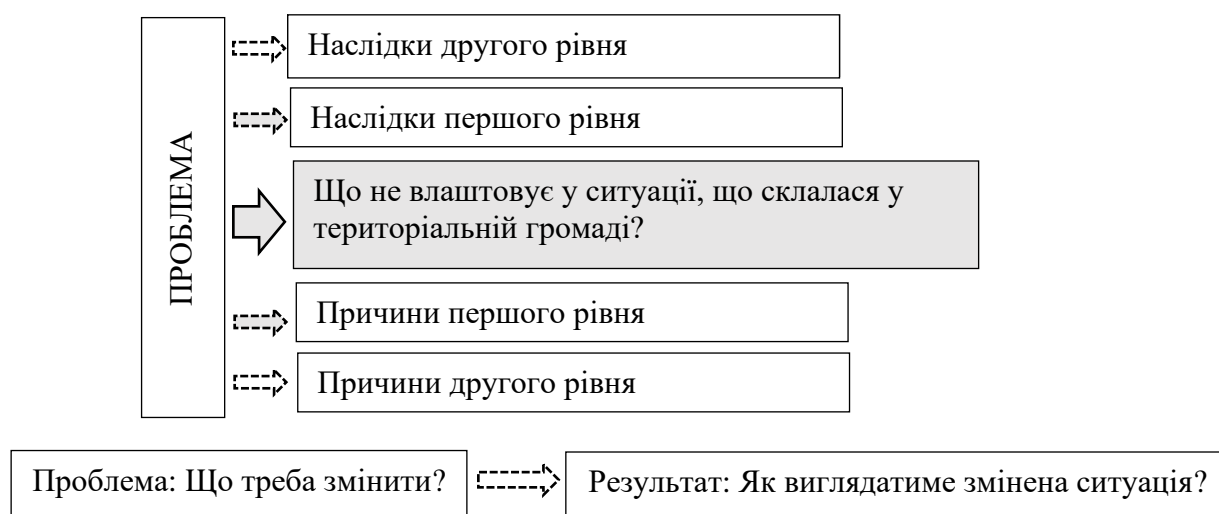 ПРОБЛЕМА
Наслідки другого рівня
Наслідки першого рівня
Що не влаштовує у ситуації, що склалася у
територіальній громаді?
Причини першого рівня
Причини другого рівня
Проблема: Що треба змінити?
Результат: Як виглядатиме змінена ситуація?